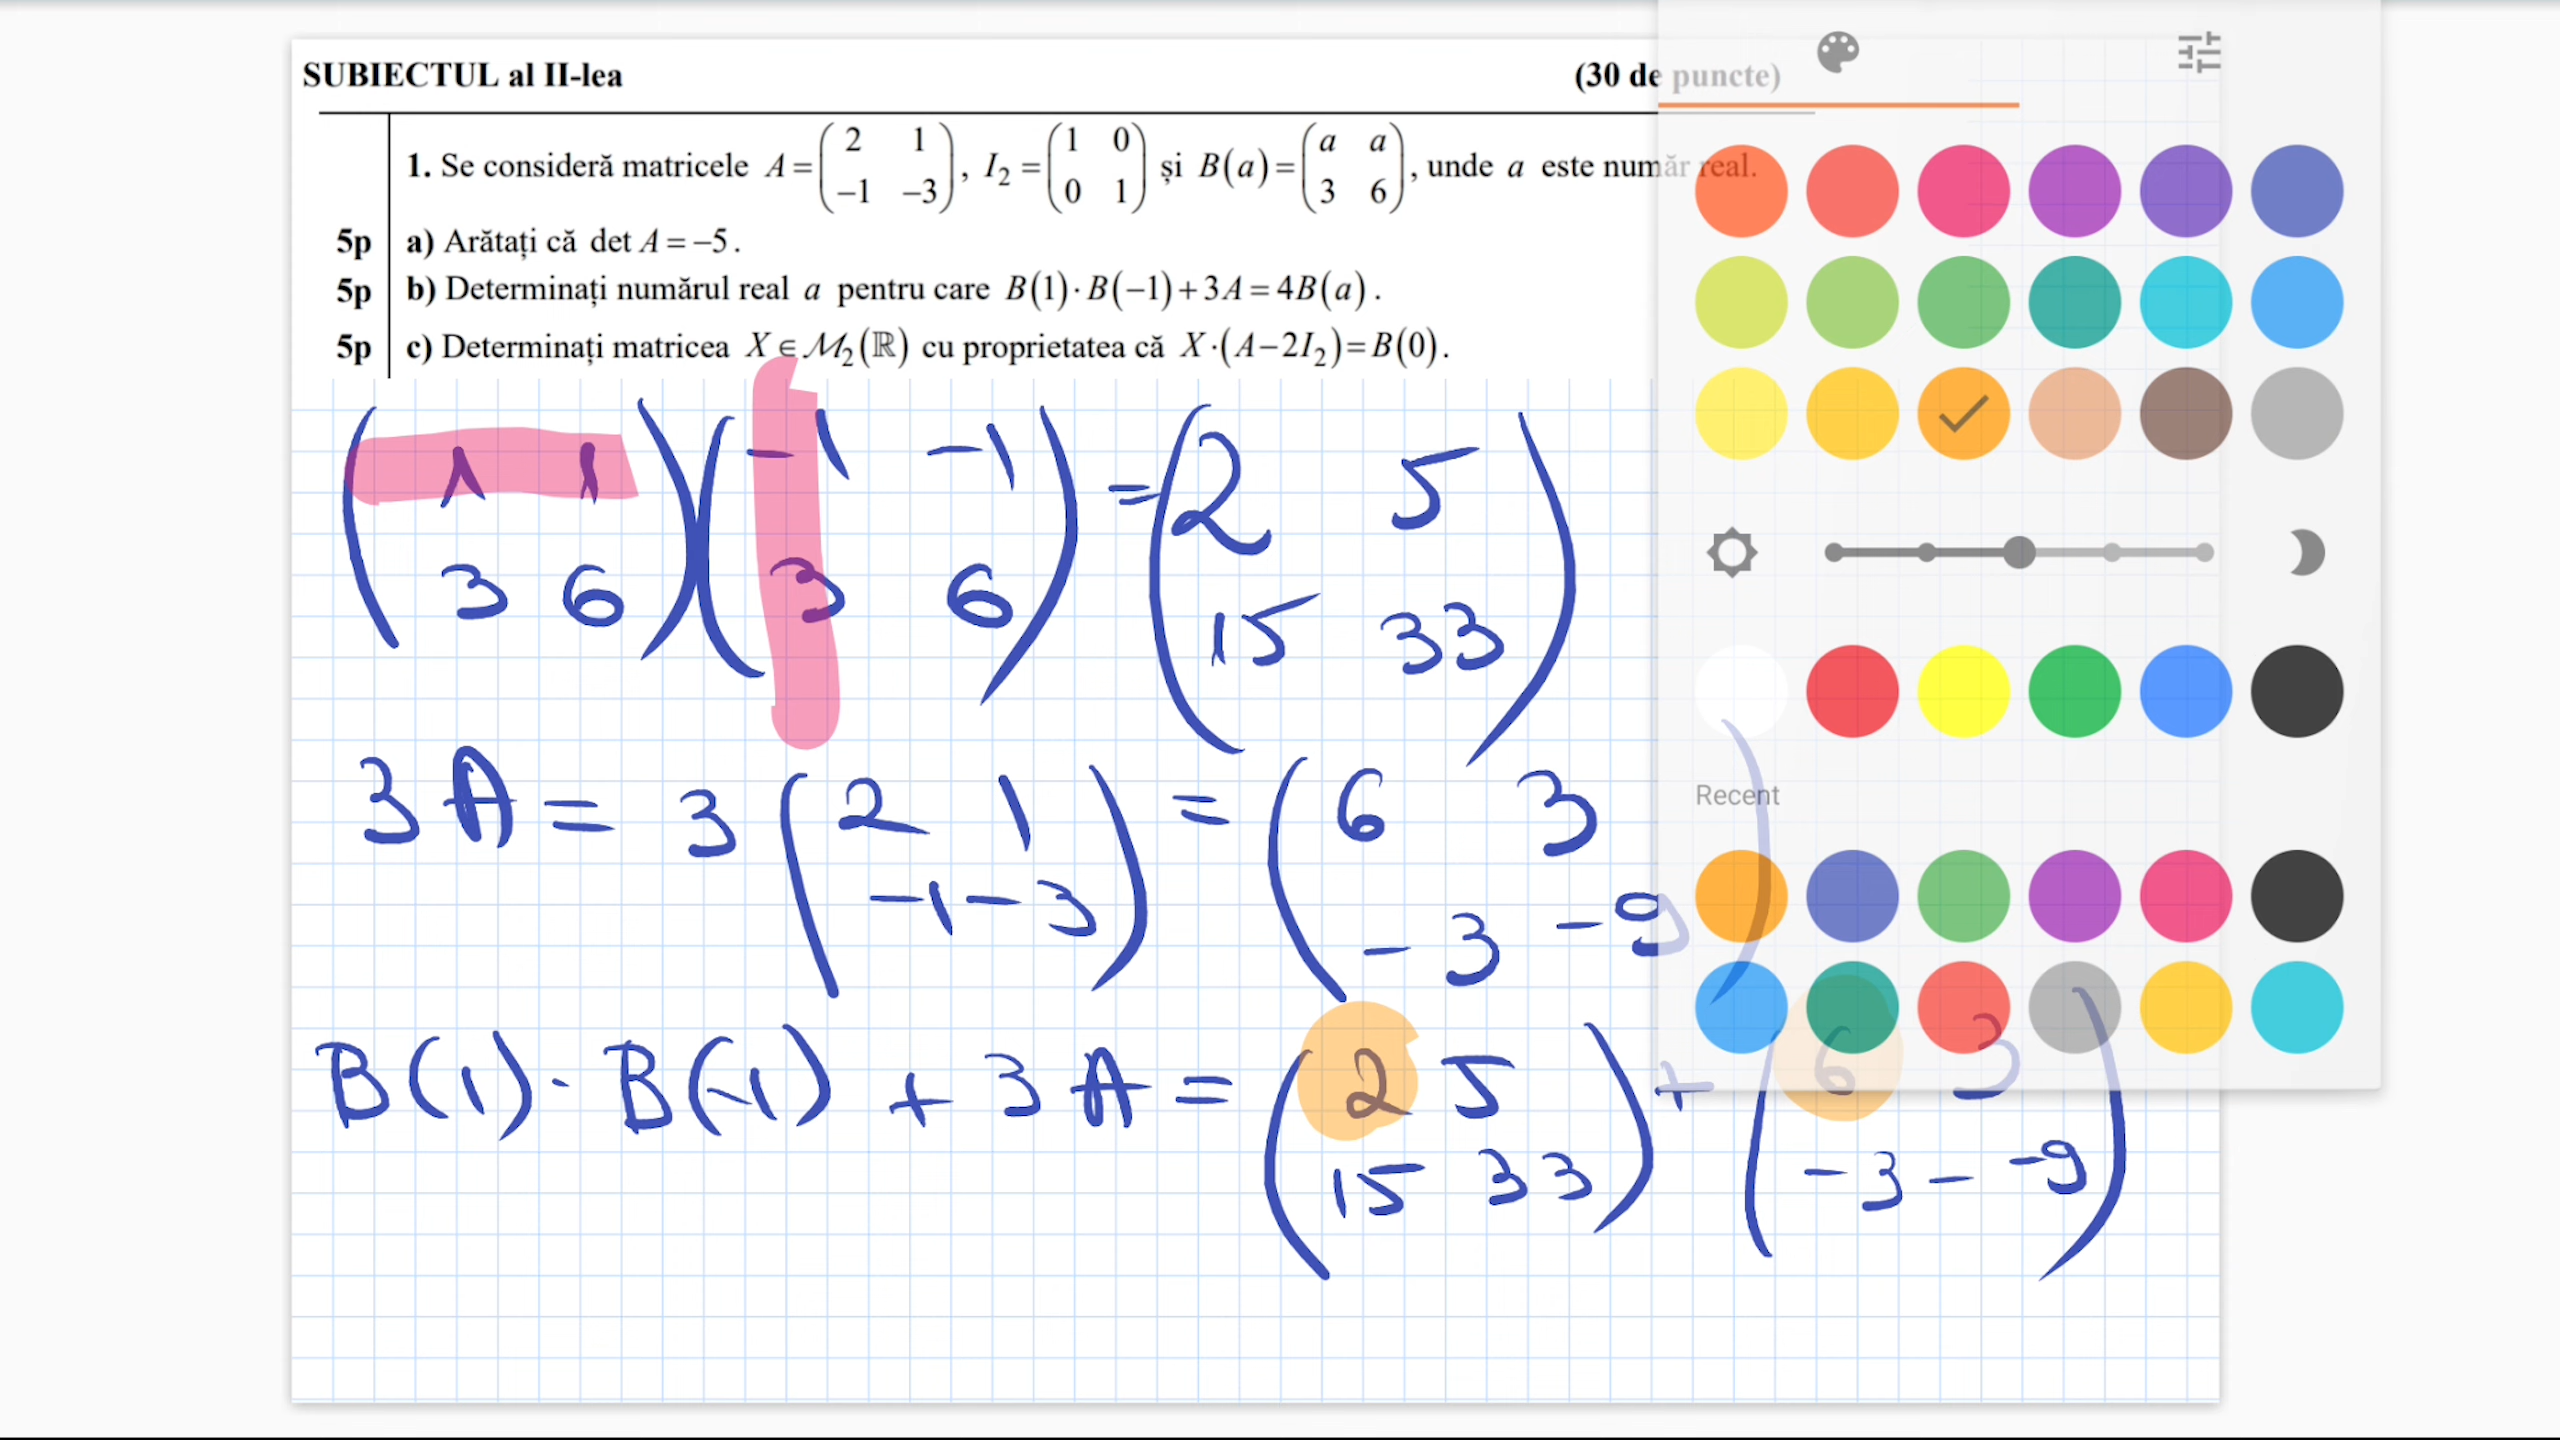 SUBIECTUL al II-lea (30 de puncte)
1. Se consideră matricele A = ( 2 1 ; −1 −3 ), I₂ = ( 1 0 ; 0 1 ) și B(a) = ( a a ; 3 6 ), unde a este număr real.
5p a) Arătați că det A = −5.
5p b) Determinați numărul real a pentru care B(1)·B(−1)+3A = 4B(a).
5p c) Determinați matricea X ∈ ℳ₂(ℝ) cu proprietatea că X·(A−2I₂) = B(0).
( 1 1 ; 3 6 ) ( −1 −1 ; 3 6 ) = ( 2 5 ; 15 33 )
3A = 3 ( 2 1 ; −1 −3 ) = ( 6 3 ; −3 −9 )
Recent
B(1)·B(−1) + 3A = ( 2 5 ; 15 33 ) + ( 6 3 ; −3 − −9 )